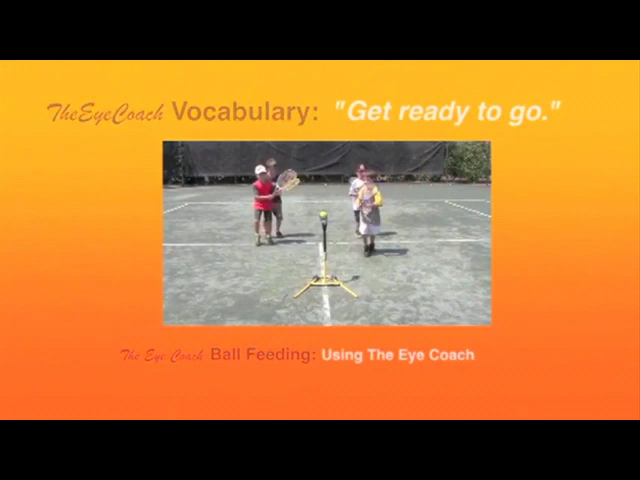 TheEyeCoach Vocabulary: "Get ready to go."
The Eye Coach Ball Feeding: Using The Eye Coach